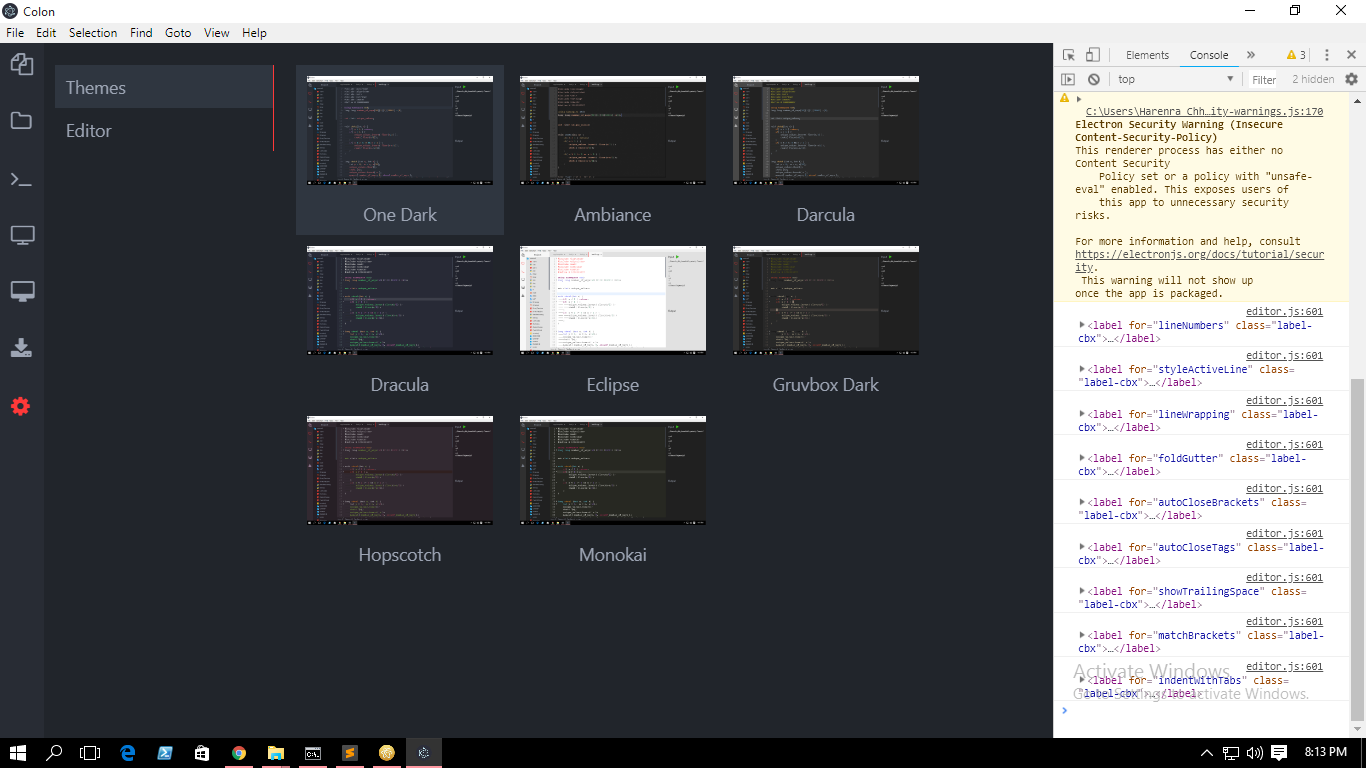 Colon
File Edit Selection Find Goto View Help
Themes
Editor
One Dark
Ambiance
Darcula
Dracula
Eclipse
Gruvbox Dark
Hopscotch
Monokai
Elements Console » 3
top Filter 2 hidden
C:\Users\Harendra Chh…ity-warnings.js:170
Electron Security Warning (Insecure
Content-Security-Policy)
This renderer process has either no
Content Security
Policy set or a policy with "unsafe-
eval" enabled. This exposes users of
this app to unnecessary security
risks.
For more information and help, consult
https://electronjs.org/docs/tutorial/secur
ity.
This warning will not show up
once the app is packaged.
editor.js:601
<label for="lineNumbers" class="label-
cbx">…</label>
editor.js:601
<label for="styleActiveLine" class=
"label-cbx">…</label>
editor.js:601
<label for="lineWrapping" class="label-
cbx">…</label>
editor.js:601
<label for="foldGutter" class="label-
cbx">…</label>
editor.js:601
<label for="autoCloseBrackets" class=
"label-cbx">…</label>
editor.js:601
<label for="autoCloseTags" class="label-
cbx">…</label>
editor.js:601
<label for="showTrailingSpace" class=
"label-cbx">…</label>
editor.js:601
<label for="matchBrackets" class="label-
cbx">…</label>
editor.js:601
<label for="indentWithTabs" class=
"label-cbx">…</label>
Activate Windows
Go to Settings to activate Windows.
8:13 PM